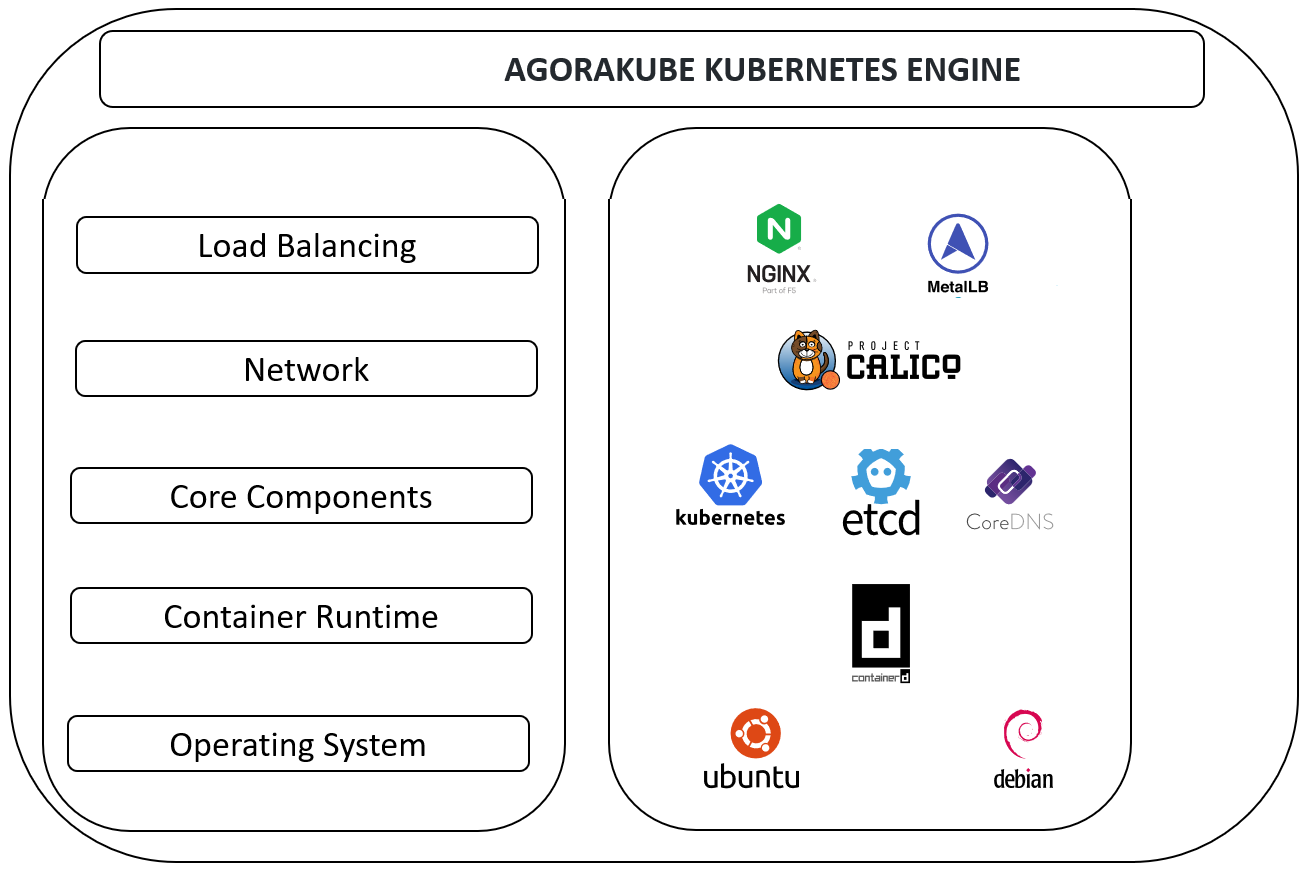 AGORAKUBE KUBERNETES ENGINE
Load Balancing
NGINX
Part of F5
MetalLB
Network
PROJECT
CALICO
Core Components
kubernetes
etcd
CoreDNS
Container Runtime
containerd
Operating System
ubuntu
debian